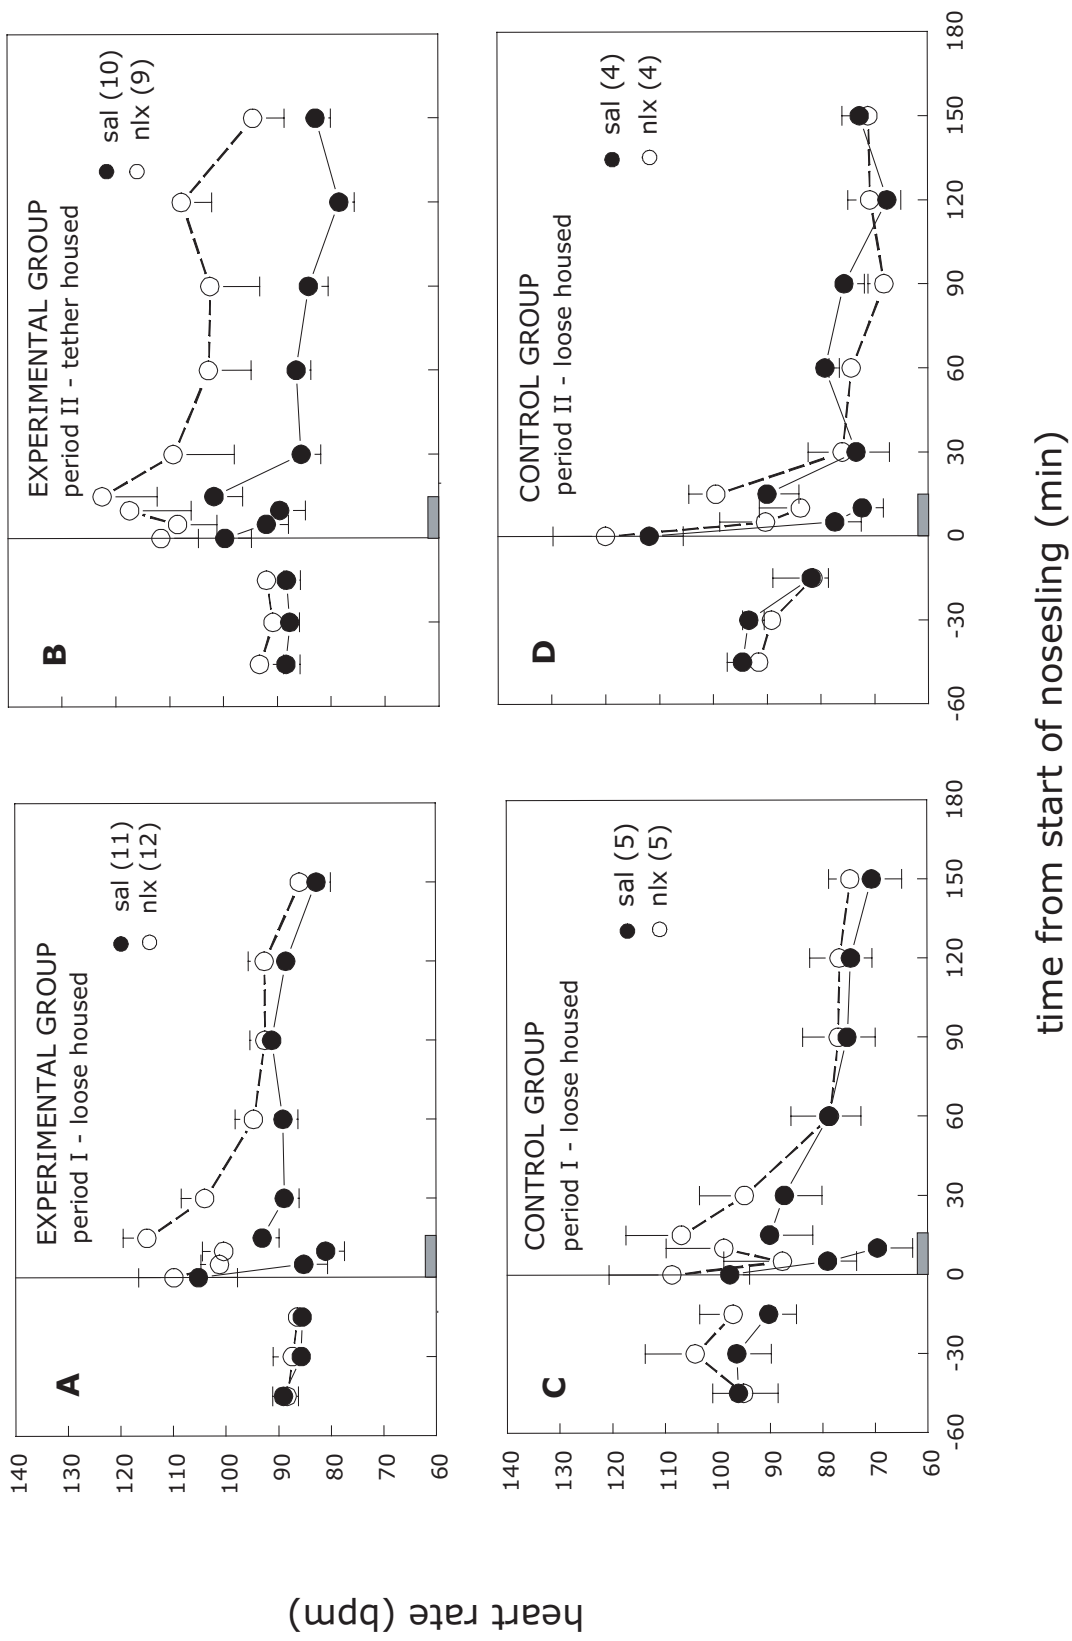 A
EXPERIMENTAL GROUP
period I - loose housed
sal (11)
nlx (12)
140
130
120
110
100
90
80
70
60
B
EXPERIMENTAL GROUP
period II - tether housed
sal (10)
nlx (9)
C
CONTROL GROUP
period I - loose housed
sal (5)
nlx (5)
140
130
120
110
100
90
80
70
60
-60
-30
0
30
60
90
120
150
180
D
CONTROL GROUP
period II - loose housed
sal (4)
nlx (4)
-60
-30
0
30
60
90
120
150
180
heart rate (bpm)
time from start of nosesling (min)